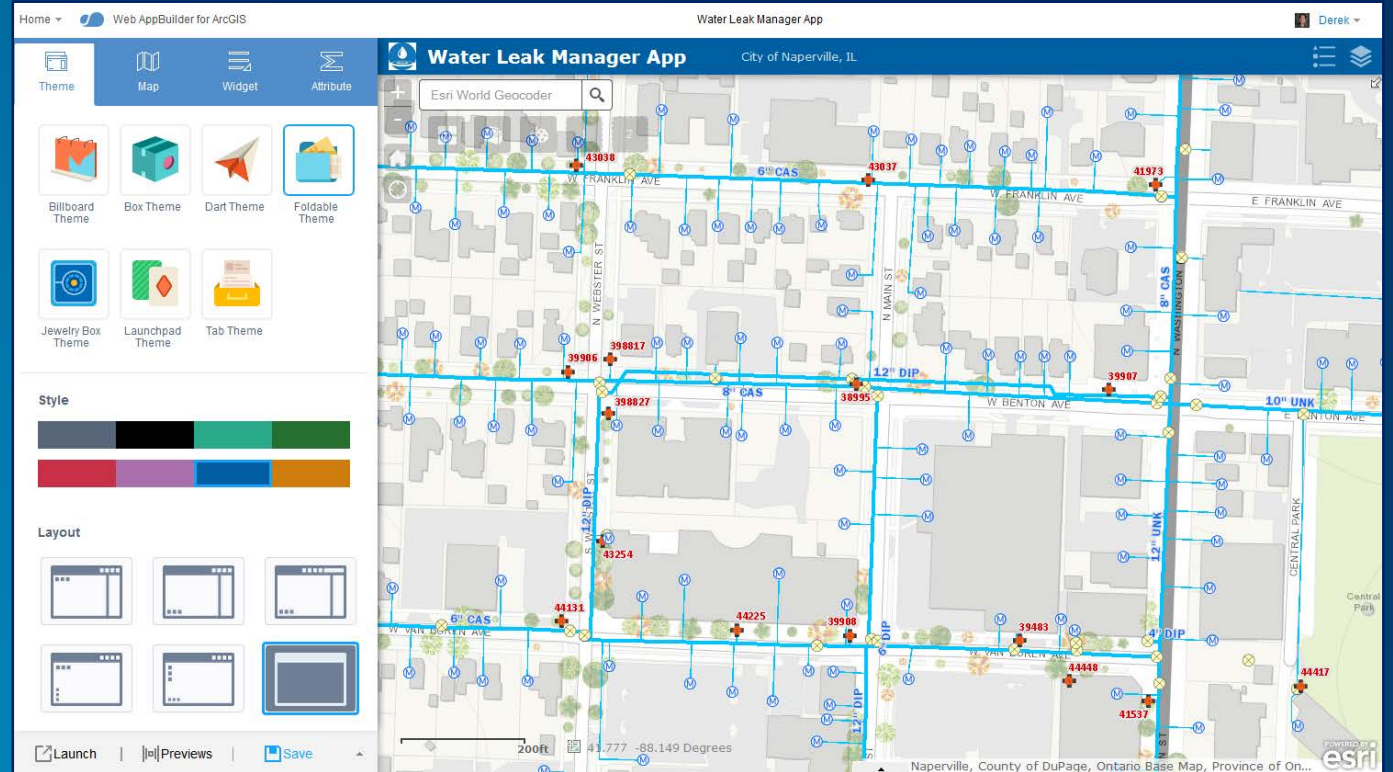 Home
Web AppBuilder for ArcGIS
Water Leak Manager App
Derek
Theme
Map
Widget
Attribute
Billboard
Theme
Box Theme
Dart Theme
Foldable
Theme
Jewelry Box
Theme
Launchpad
Theme
Tab Theme
Style
Layout
Launch
|
Previews
|
Save
Water Leak Manager App
City of Naperville, IL
+
Esri World Geocoder
-
43038
43037
41973
6" CAS
W FRANKLIN AVE
W FRANKLIN AVE
E FRANKLIN AVE
N WEBSTER ST
N MAIN ST
8" CAS
N WASHINGTON
398817
39906
12" DIP
39907
8" CAS
38995
W BENTON AVE
10" UNK
398827
12" DIP
12" UNK
CENTRAL PARK
43254
Central
Park
44131
6" CAS
44225
39908
39483
4" DIP
W VAN BUREN AVE
6" DIP
W VAN BUREN AVE
44448
44417
12" DIP
41537
200ft
41.777 -88.149 Degrees
POWERED BY
esri
Naperville, County of DuPage, Ontario Base Map, Province of On...